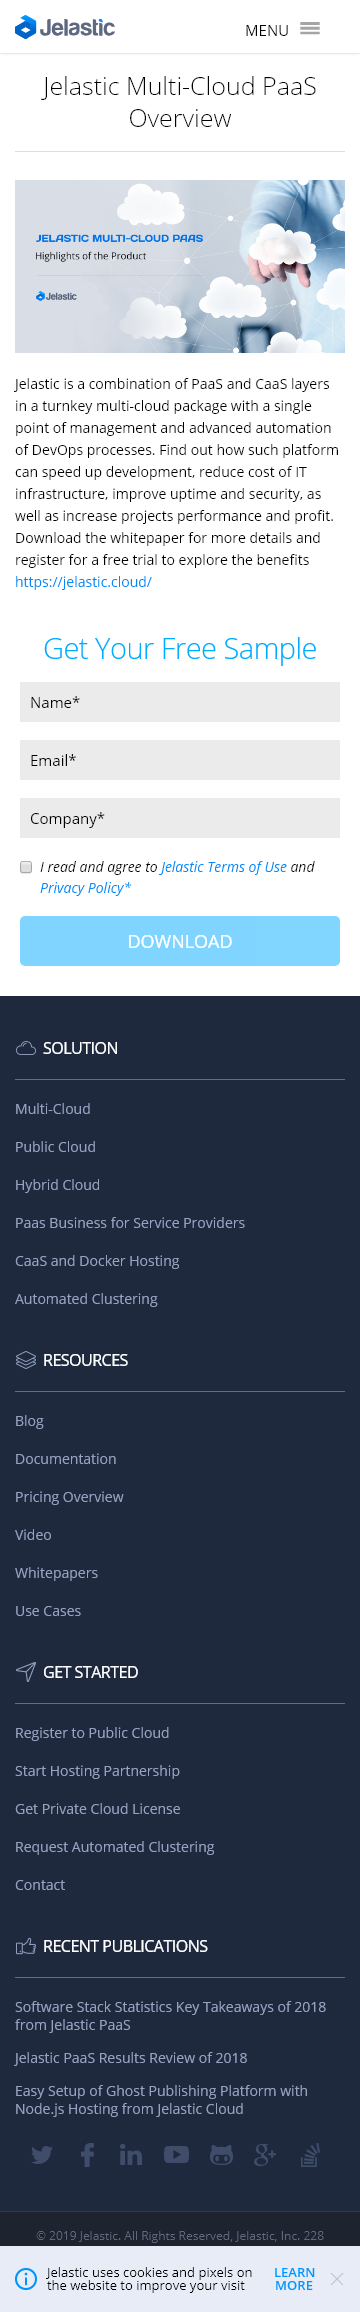 Jelastic
MENU
Jelastic Multi-Cloud PaaS
Overview
JELASTIC MULTI-CLOUD PAAS
Highlights of the Product
Jelastic
Jelastic is a combination of PaaS and CaaS layers
in a turnkey multi-cloud package with a single
point of management and advanced automation
of DevOps processes. Find out how such platform
can speed up development, reduce cost of IT
infrastructure, improve uptime and security, as
well as increase projects performance and profit.
Download the whitepaper for more details and
register for a free trial to explore the benefits
https://jelastic.cloud/
Get Your Free Sample
Name*
Email*
Company*
I read and agree to Jelastic Terms of Use and
Privacy Policy*
DOWNLOAD
SOLUTION
Multi-Cloud
Public Cloud
Hybrid Cloud
Paas Business for Service Providers
CaaS and Docker Hosting
Automated Clustering
RESOURCES
Blog
Documentation
Pricing Overview
Video
Whitepapers
Use Cases
GET STARTED
Register to Public Cloud
Start Hosting Partnership
Get Private Cloud License
Request Automated Clustering
Contact
RECENT PUBLICATIONS
Software Stack Statistics Key Takeaways of 2018
from Jelastic PaaS
Jelastic PaaS Results Review of 2018
Easy Setup of Ghost Publishing Platform with
Node.js Hosting from Jelastic Cloud
© 2019 Jelastic. All Rights Reserved, Jelastic, Inc. 228
Jelastic uses cookies and pixels on
the website to improve your visit
LEARN
MORE